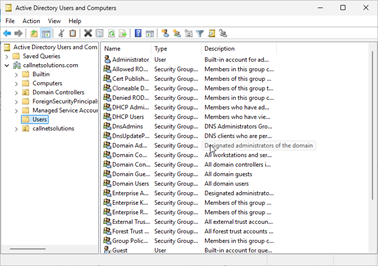 Active Directory Users and Computers
File Action View Help
Active Directory Users and Com
Saved Queries
callnetsolutions.com
Builtin
Computers
Domain Controllers
ForeignSecurityPrincipals
Managed Service Accoun
Users
callnetsolutions
Name Type Description
Administrator User Built-in account for ad...
Allowed RO... Security Group... Members in this group c...
Cert Publish... Security Group... Members of this group ...
Cloneable D... Security Group... Members of this group t...
Denied ROD... Security Group... Members in this group c...
DHCP Admi... Security Group... Members who have ad...
DHCP Users Security Group... Members who have vie...
DnsAdmins Security Group... DNS Administrators Gro...
DnsUpdateP... Security Group... DNS clients who are per...
Domain Ad... Security Group... Designated administrators of the domain
Domain Co... Security Group... All workstations and ser...
Domain Con... Security Group... All domain controllers i...
Domain Gue... Security Group... All domain guests
Domain Users Security Group... All domain users
Enterprise A... Security Group... Designated administrato...
Enterprise K... Security Group... Members of this group ...
Enterprise R... Security Group... Members of this group ...
External Trus... Security Group... All external trust accoun...
Forest Trust ... Security Group... All forest trust accounts ...
Group Polic... Security Group... Members in this group c...
Guest User Built-in account for gue...